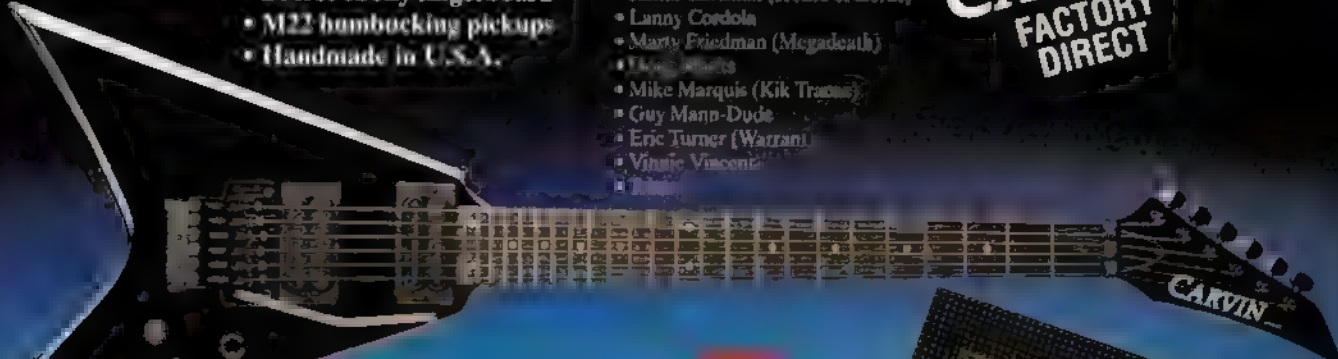 • M22 humbucking pickups
• Handmade in U.S.A.
• Lanny Cordola
• Marty Friedman (Megadeath)
• Mike Marquis (Kik
• Guy Mann-Dude
• Eric Turner (Warrant)
• Vinnie Vincent
FACTORY
DIRECT
CARVIN